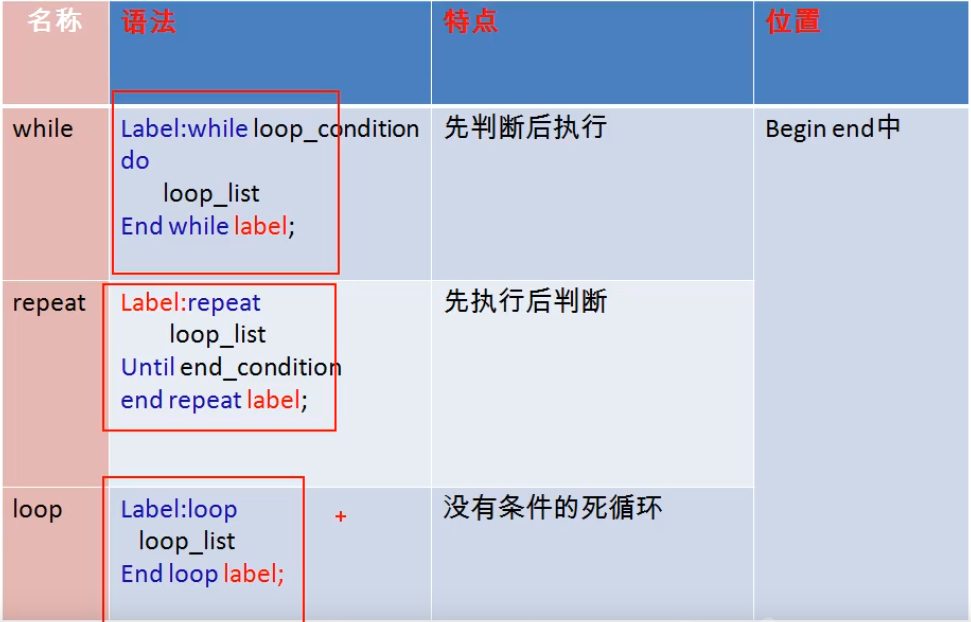 名称 语法 特点 位置
while
Label:while loop_condition
do
loop_list
End while label;
先判断后执行
Begin end中
repeat
Label:repeat
loop_list
Until end_condition
end repeat label;
先执行后判断
loop
Label:loop
loop_list
End loop label;
没有条件的死循环